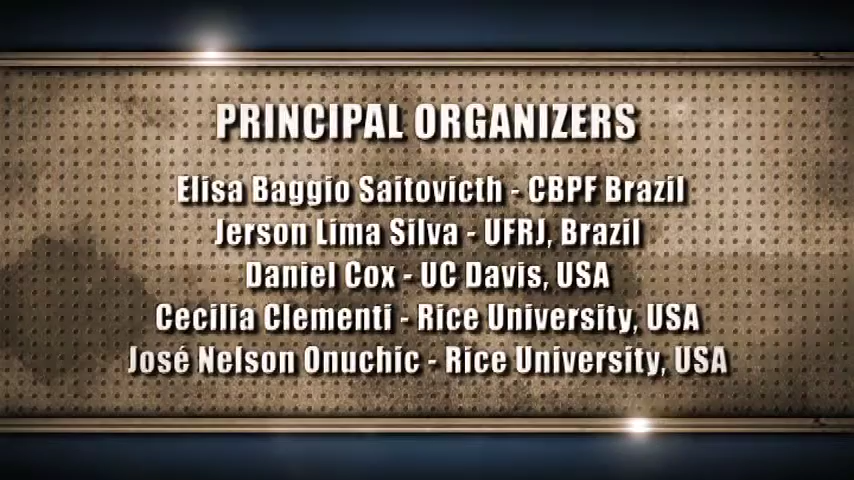 PRINCIPAL ORGANIZERS
Elisa Baggio Saitovicth - CBPF Brazil
Jerson Lima Silva - UFRJ, Brazil
Daniel Cox - UC Davis, USA
Cecilia Clementi - Rice University, USA
José Nelson Onuchic - Rice University, USA